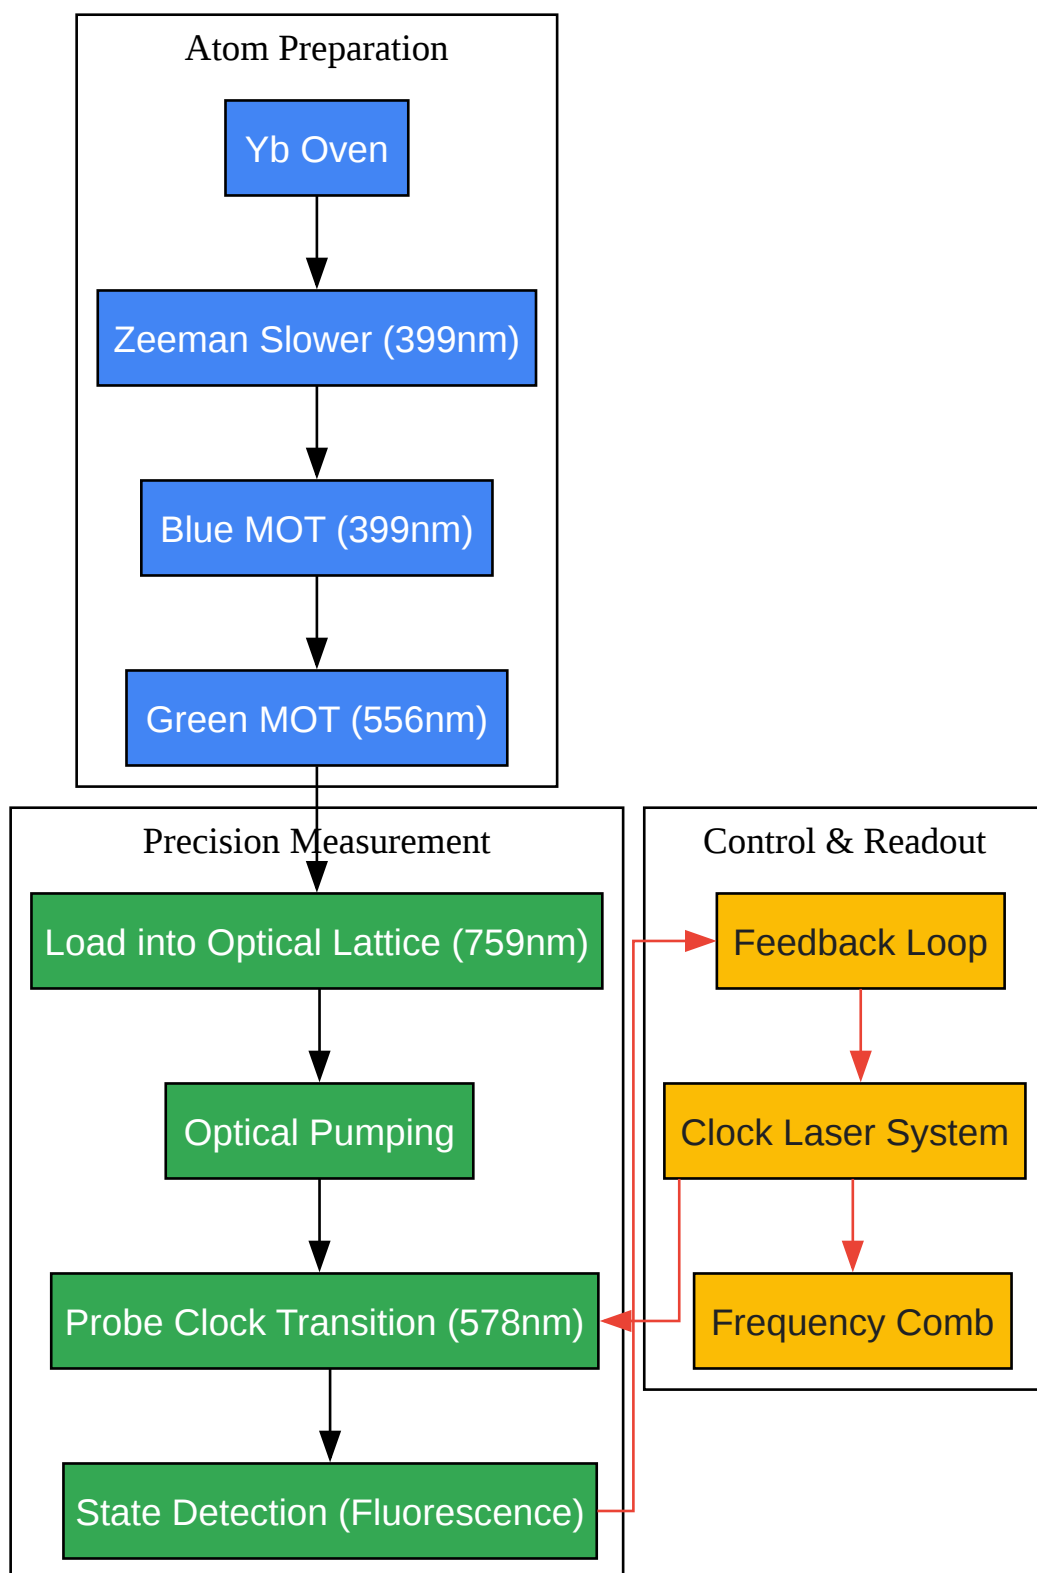 Atom Preparation
Yb Oven
Zeeman Slower (399nm)
Blue MOT (399nm)
Green MOT (556nm)
Precision Measurement
Load into Optical Lattice (759nm)
Optical Pumping
Probe Clock Transition (578nm)
State Detection (Fluorescence)
Control & Readout
Feedback Loop
Clock Laser System
Frequency Comb